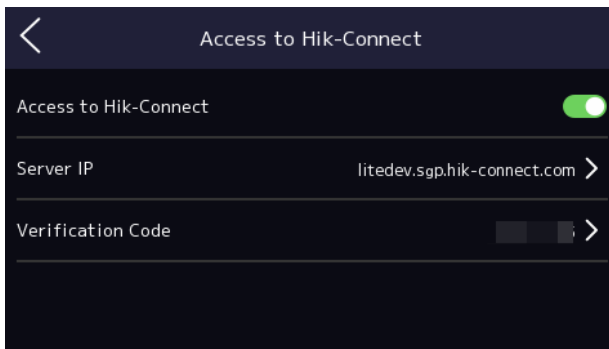 Access to Hik-Connect
Access to Hik-Connect
Server IP litedev.sgp.hik-connect.com
Verification Code